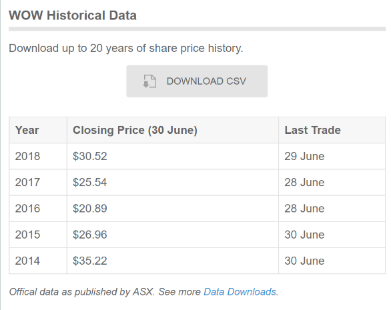 WOW Historical Data
Download up to 20 years of share price history.
DOWNLOAD CSV
Year Closing Price (30 June) Last Trade
2018 $30.52 29 June
2017 $25.54 28 June
2016 $20.89 28 June
2015 $26.96 30 June
2014 $35.22 30 June
Offical data as published by ASX. See more Data Downloads.